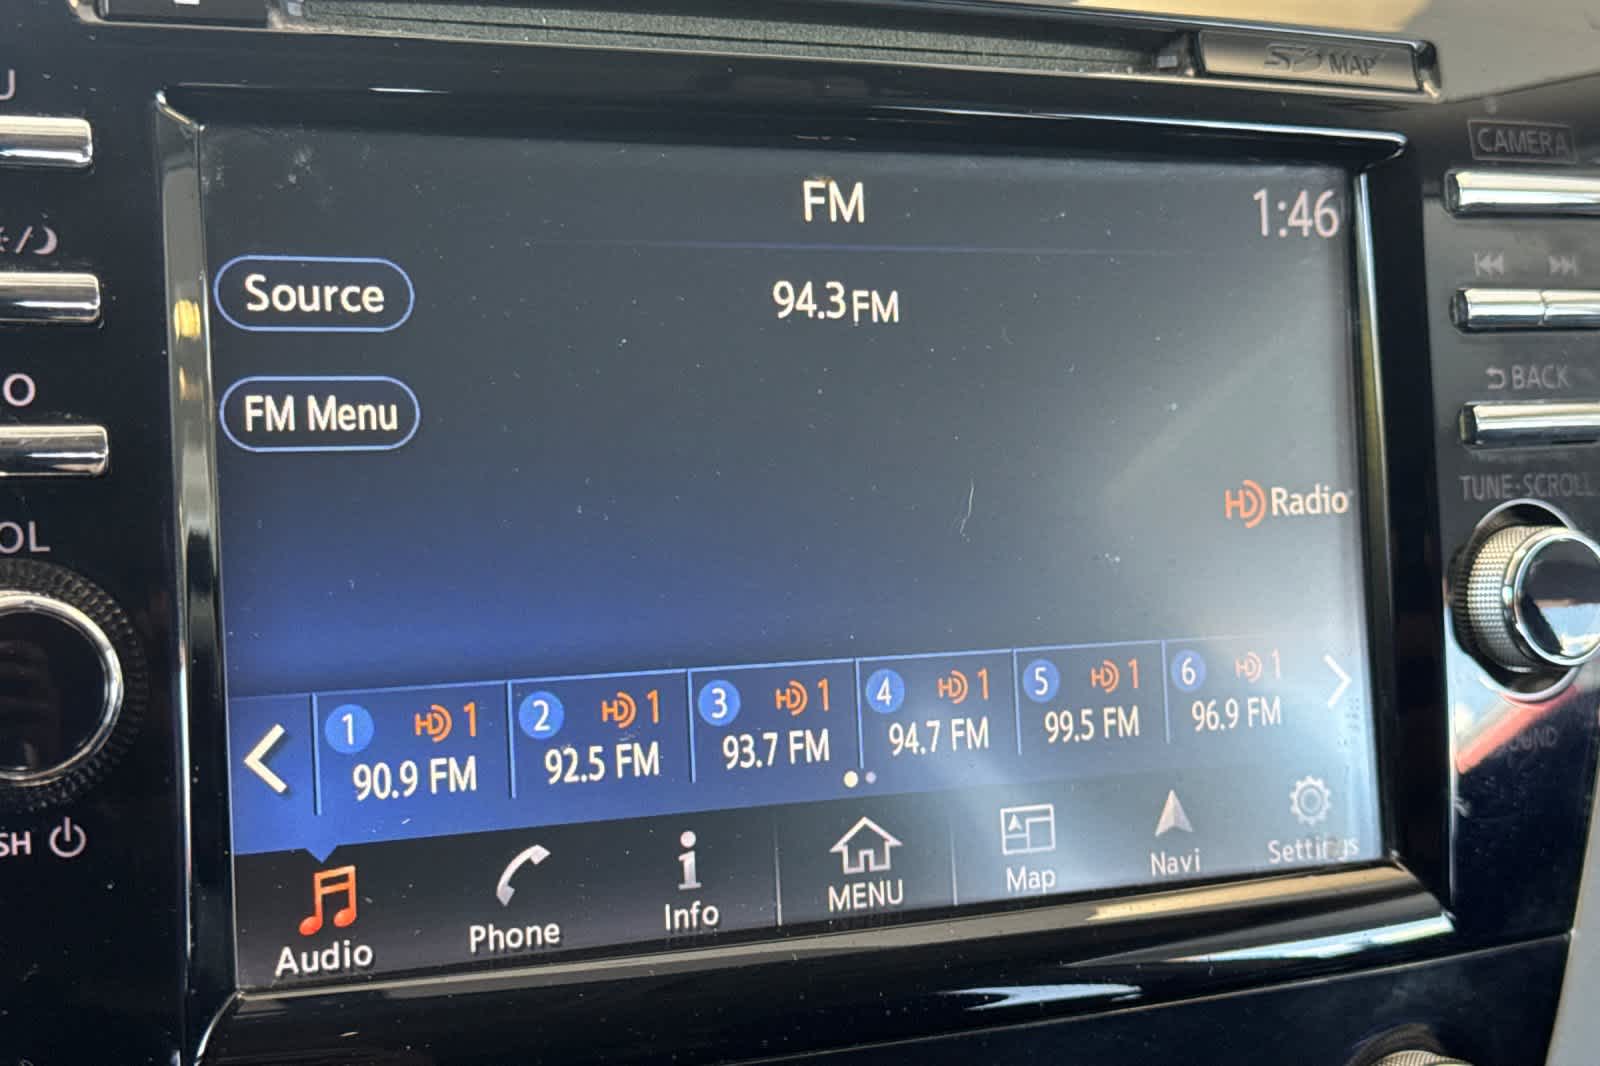 SD MAP
CAMERA
FM
1:46
Source
94.3 FM
BACK
FM Menu
TUNE·SCROLL
HD Radio
OL
1 HD 1
90.9 FM
2 HD 1
92.5 FM
3 HD 1
93.7 FM
4 HD 1
94.7 FM
5 HD 1
99.5 FM
6 HD 1
96.9 FM
SH
Audio
Phone
Info
MENU
Map
Navi
Settings